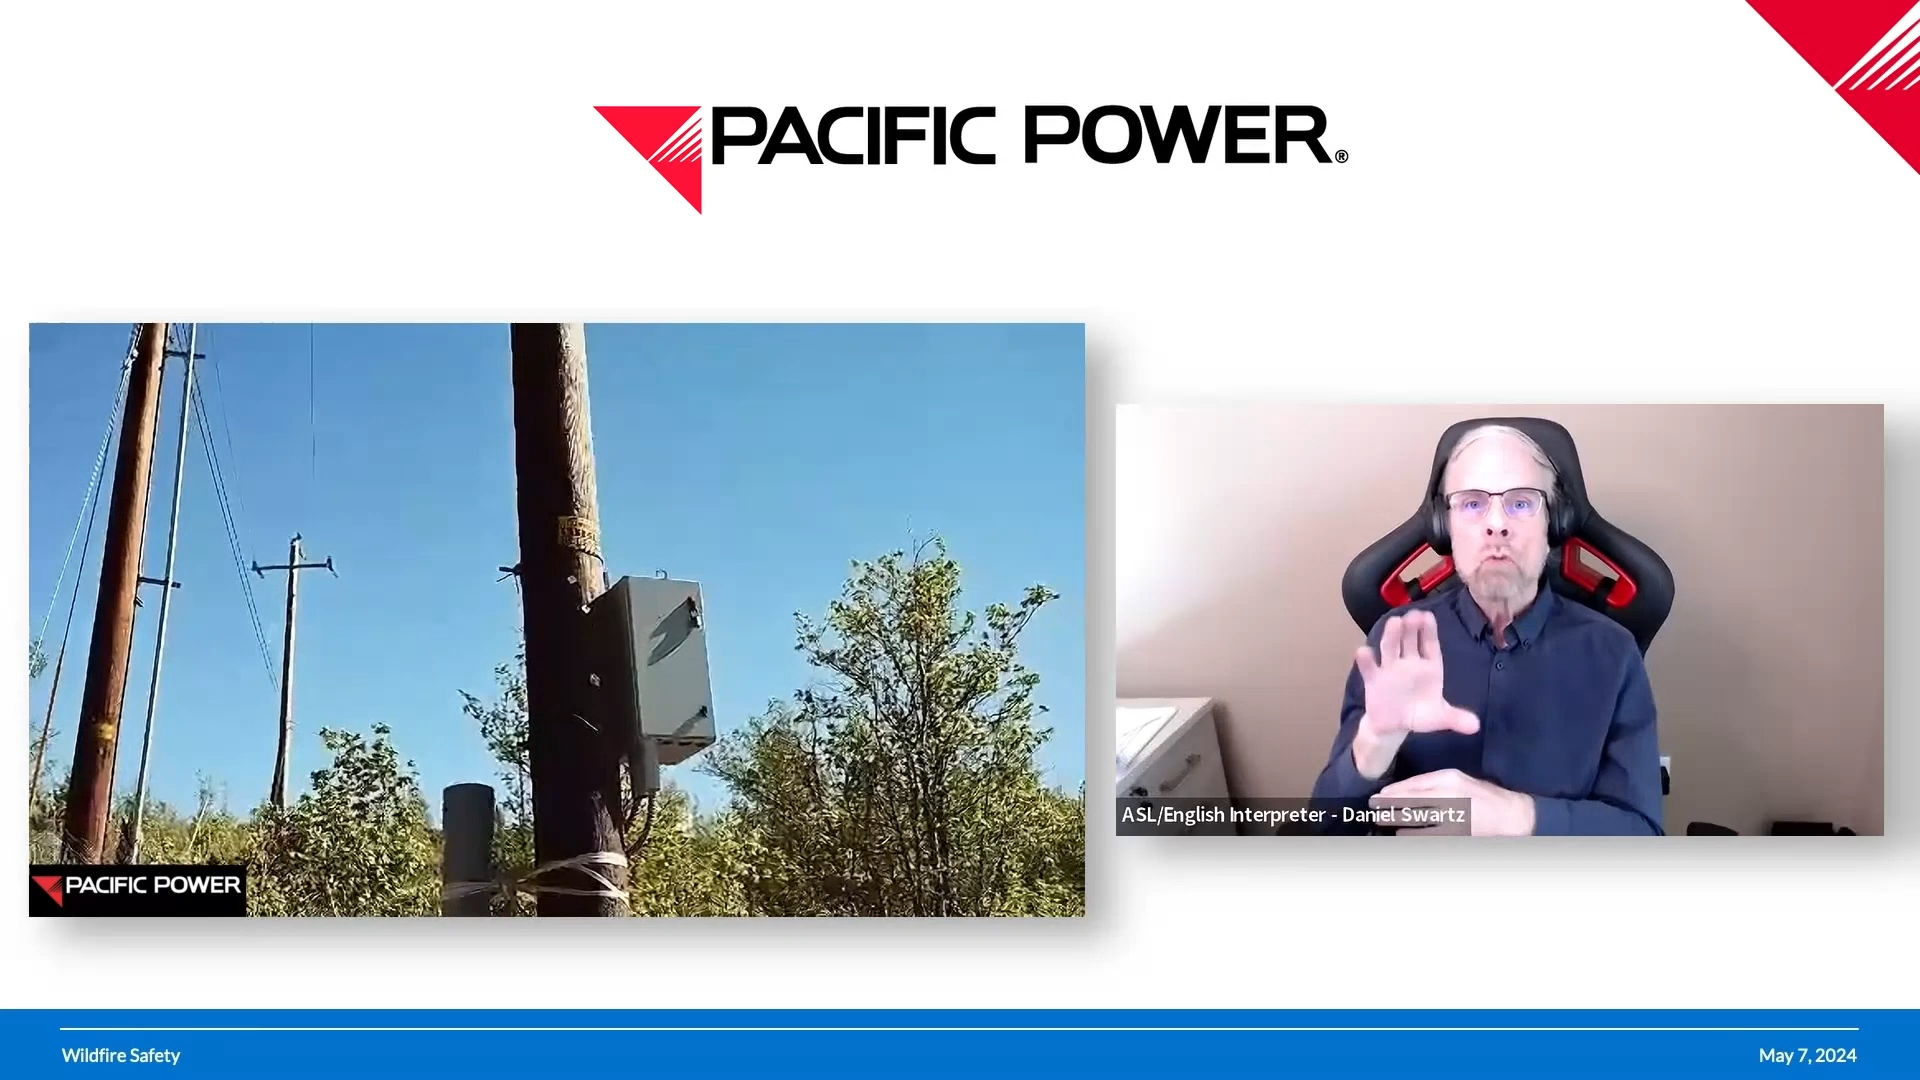 PACIFIC POWER®
PACIFIC POWER
ASL/English Interpreter - Daniel Swartz
Wildfire Safety
May 7, 2024